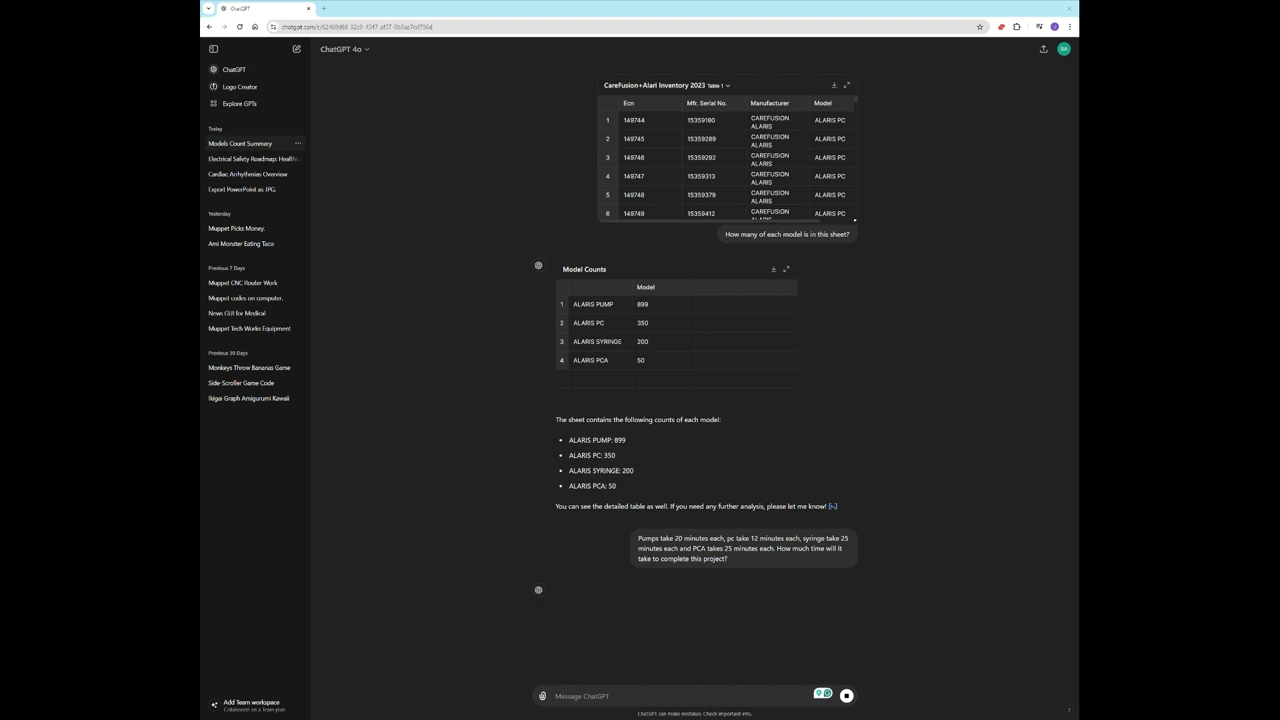 ChatGPT
chatgpt.com/c/
ChatGPT 4o
BA
ChatGPT
Logo Creator
Explore GPTs
Today
Models Count Summary
Electrical Safety Roadmap: Health
Cardiac Arrhythmias Overview
Export PowerPoint as JPG.
Yesterday
Muppet Picks Money.
Ami Monster Eating Taco
Previous 7 Days
Muppet CNC Router Work
Muppet codes on computer.
News GUI for Medical
Muppet Tech Works Equipment
Previous 30 Days
Monkeys Throw Bananas Game
Side-Scroller Game Code
Ikigai Graph Amigurumi Kawaii
Add Team workspace
Collaborate on a Team plan
CareFusion+Alari Inventory 2023 Table 1
Ecn Mfr. Serial No. Manufacturer Model
1 149744 15359180 CAREFUSION ALARIS PC
ALARIS
2 149745 15359289 CAREFUSION ALARIS PC
ALARIS
3 149746 15359292 CAREFUSION ALARIS PC
ALARIS
4 149747 15359313 CAREFUSION ALARIS PC
ALARIS
5 149748 15359379 CAREFUSION ALARIS PC
ALARIS
6 149749 15359412 CAREFUSION ALARIS PC
ALARIS
How many of each model is in this sheet?
Model Counts
Model
1 ALARIS PUMP 899
2 ALARIS PC 350
3 ALARIS SYRINGE 200
4 ALARIS PCA 50
The sheet contains the following counts of each model:
• ALARIS PUMP: 899
• ALARIS PC: 350
• ALARIS SYRINGE: 200
• ALARIS PCA: 50
You can see the detailed table as well. If you need any further analysis, please let me know! [>-]
Pumps take 20 minutes each, pc take 12 minutes each, syringe take 25
minutes each and PCA takes 25 minutes each. How much time will it
take to complete this project?
Message ChatGPT
ChatGPT can make mistakes. Check important info.